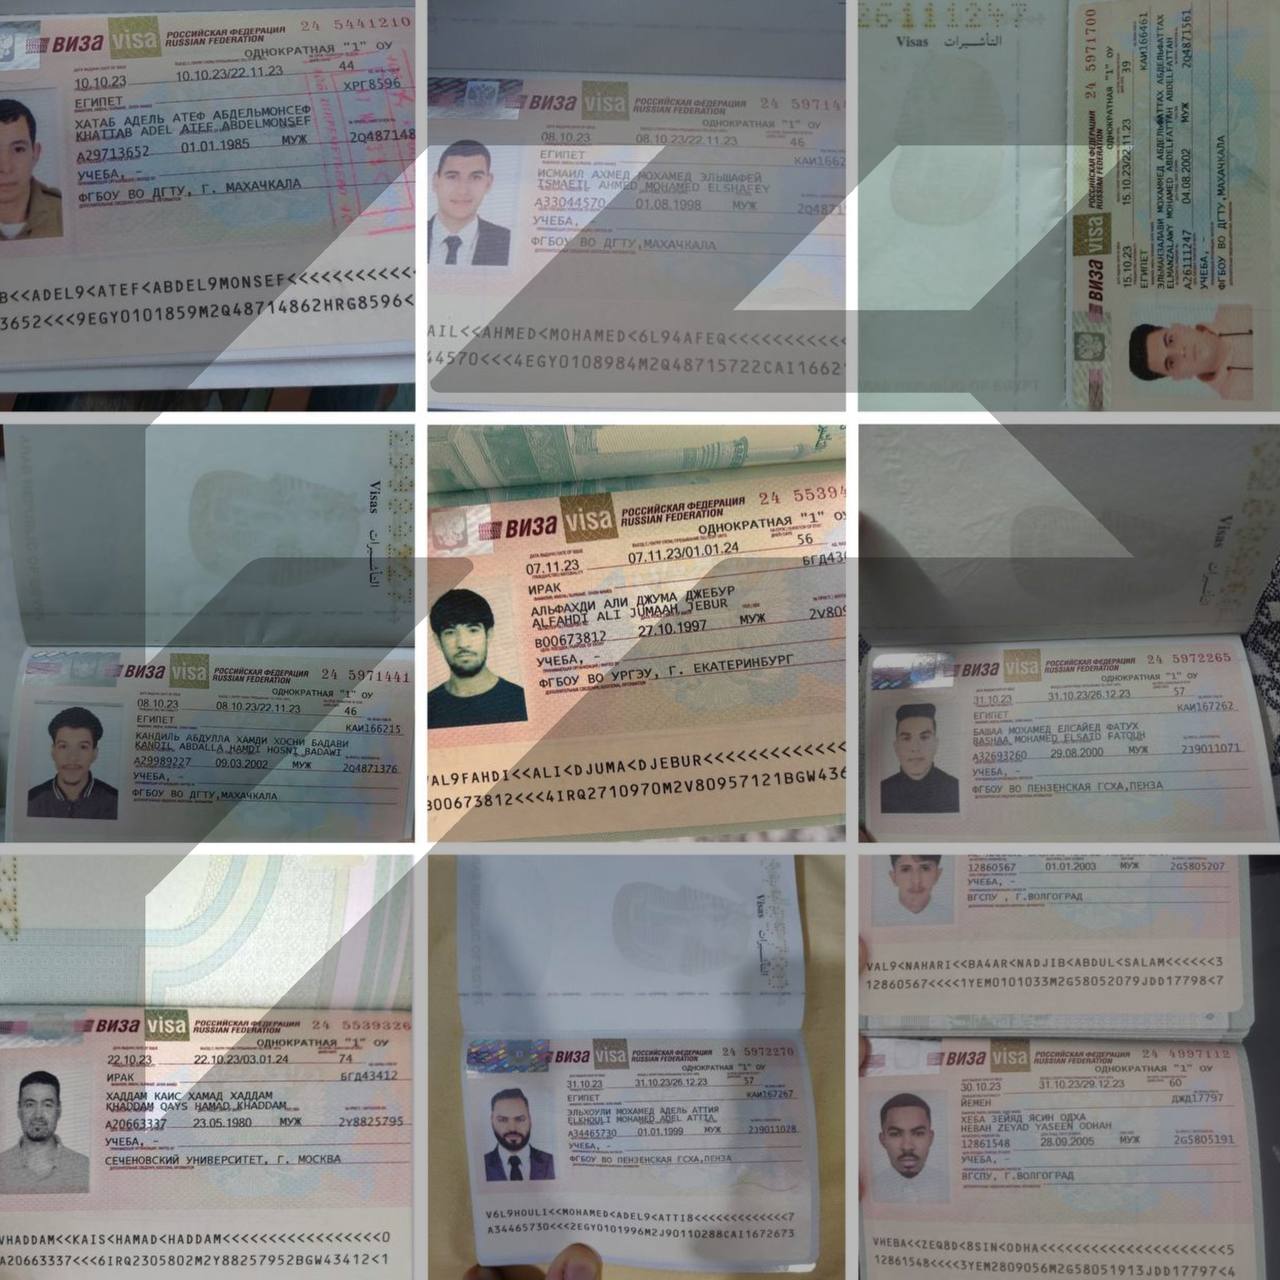 ВИЗА visa РОССИЙСКАЯ ФЕДЕРАЦИЯ 24 5441210
RUSSIAN FEDERATION
ОДНОКРАТНАЯ "1" ОУ
10.10.23 10.10.23/22.11.23 44
ХРГ8596
ЕГИПЕТ
ХАТАБ АДЕЛЬ АТЕФ АБДЕЛЬМОНСЕФ
KHATTAB ADEL ATEF ABDELMONSEF
A29713652 01.01.1985 МУЖ 2Q487148
УЧЕБА, -
ФГБОУ ВО ДГТУ, Г. МАХАЧКАЛА
B<<ADEL9<ATEF<ABDEL9MONSEF<<<<<<<<<<<<
3652<<<9EGY0101859M2Q48714862HRG8596<
ВИЗА visa РОССИЙСКАЯ ФЕДЕРАЦИЯ 24 59714
RUSSIAN FEDERATION
ОДНОКРАТНАЯ "1" ОУ
08.10.23 08.10.23/22.11.23 46
ЕГИПЕТ КАИ1662
ИСМАИЛ АХМЕД МОХАМЕД ЭЛЬШАФЕЙ
ISMAEIL AHMED MOHAMED ELSHAFEY
A33044570 01.08.1998 МУЖ 2Q4871
УЧЕБА, -
ФГБОУ ВО ДГТУ,МАХАЧКАЛА
AIL<<AHMED<MOHAMED<6L94AFEQ<<<<<<<<<<
44570<<<4EGY0108984M2Q48715722CAI1662
26111247
Visas التأشيرات
ВИЗА visa РОССИЙСКАЯ ФЕДЕРАЦИЯ 24 5971700
RUSSIAN FEDERATION
ОДНОКРАТНАЯ "1" ОУ
15.10.23 15.10.23/22.11.23 39
ЕГИПЕТ КАИ166461
ЭЛЬМАНЗАЛАВИ МОХАММЕД АБДЕЛЬФАТТАХ АБДЕЛЬФАТТАХ
ELMANZALAWY MOHAMED ABDELFATTAH ABDELFATTAH
A26111247 04.08.2002 МУЖ 2Q4871561
УЧЕБА, -
ФГБОУ ВО ДГТУ,МАХАЧКАЛА
Visas التأشيرات
ВИЗА visa РОССИЙСКАЯ ФЕДЕРАЦИЯ 24 5971441
RUSSIAN FEDERATION
ОДНОКРАТНАЯ "1" ОУ
08.10.23 08.10.23/22.11.23 46
ЕГИПЕТ КАИ166215
КАНДИЛЬ АБДУЛЛА ХАМДИ ХОСНИ БАДАВИ
KANDIL ABDALLA HAMDI HOSNI BADAWI
A29989227 09.03.2002 МУЖ 2Q4871376
УЧЕБА, -
ФГБОУ ВО ДГТУ,МАХАЧКАЛА
ВИЗА visa РОССИЙСКАЯ ФЕДЕРАЦИЯ 24 55394
RUSSIAN FEDERATION
ОДНОКРАТНАЯ "1" ОУ
07.11.23 07.11.23/01.01.24 56
ИРАК БГД43
АЛЬФАХДИ АЛИ ДЖУМА ДЖЕБУР
ALFAHDI ALI JUMAAH JEBUR
B00673812 27.10.1997 МУЖ 2V809
УЧЕБА, -
ФГБОУ ВО УРГЭУ, Г. ЕКАТЕРИНБУРГ
AL9FAHDI<<ALI<DJUMA<DJEBUR<<<<<<<<<<<
B00673812<<<4IRQ2710970M2V80957121BGW436
Visas
ВИЗА visa РОССИЙСКАЯ ФЕДЕРАЦИЯ 24 5972265
RUSSIAN FEDERATION
ОДНОКРАТНАЯ "1" ОУ
31.10.23 31.10.23/26.12.23 57
ЕГИПЕТ КАИ167262
БАШАА МОХАМЕД ЕЛСАЙЕД ФАТУХ
BASHAA MOHAMED ELSAID FATOUH
A32693260 29.08.2000 МУЖ 2J9011071
УЧЕБА, -
ФГБОУ ВО ПЕНЗЕНСКАЯ ГСХА,ПЕНЗА
ВИЗА visa РОССИЙСКАЯ ФЕДЕРАЦИЯ 24 5539326
RUSSIAN FEDERATION
ОДНОКРАТНАЯ "1" ОУ
22.10.23 22.10.23/03.01.24 74
ИРАК БГД43412
ХАДДАМ КАИС ХАМАД ХАДДАМ
KHADDAM QAYS HAMAD KHADDAM
A20663337 23.05.1980 МУЖ 2Y8825795
УЧЕБА, -
СЕЧЕНОВСКИЙ УНИВЕРСИТЕТ, Г. МОСКВА
VHADDAM<<KAIS<HAMAD<HADDAM<<<<<<<<<<<<<0
A20663337<<<6IRQ2305802M2Y88257952BGW43412<1
Visas التأشيرات
ВИЗА visa РОССИЙСКАЯ ФЕДЕРАЦИЯ 24 5972270
RUSSIAN FEDERATION
ОДНОКРАТНАЯ "1" ОУ
31.10.23 31.10.23/26.12.23 57
ЕГИПЕТ КАИ167267
ЭЛЬХОУЛИ МОХАМЕД АДЕЛЬ АТТИЯ
ELKHOULI MOHAMED ADEL ATTIA
A34465730 01.01.1999 МУЖ 2J9011028
УЧЕБА, -
ФГБОУ ВО ПЕНЗЕНСКАЯ ГСХА,ПЕНЗА
V6L9HOULI<<MOHAMED<ADEL9<ATTI8<<<<<<<<<<<<7
A34465730<<<2EGY0101996M2J90110288CAI1672673
12860567 01.01.2003 МУЖ 2G5805207
УЧЕБА, -
ВГСПУ , Г.ВОЛГОГРАД
VAL9<NAHARI<<BA4AR<NADJIB<ABDUL<SALAM<<<<<<3
12860567<<<<1YEM0101033M2G58052079JDD17798<7
ВИЗА visa РОССИЙСКАЯ ФЕДЕРАЦИЯ 24 4997112
RUSSIAN FEDERATION
ОДНОКРАТНАЯ "1" ОУ
30.10.23 31.10.23/29.12.23 60
ЙЕМЕН ДЖД17797
ХЕБА ЗЕЙЯД ЯСИН ОДХА
HEBAH ZEYAD YASEEN ODHAH
12861548 28.09.2005 МУЖ 2G5805191
УЧЕБА, -
ВГСПУ, Г.ВОЛГОГРАД
VHEBA<<ZEQ8D<8SIN<ODHA<<<<<<<<<<<<<<<<<<<<<5
12861548<<<<3YEM2809056M2G58051913JDD17797<4